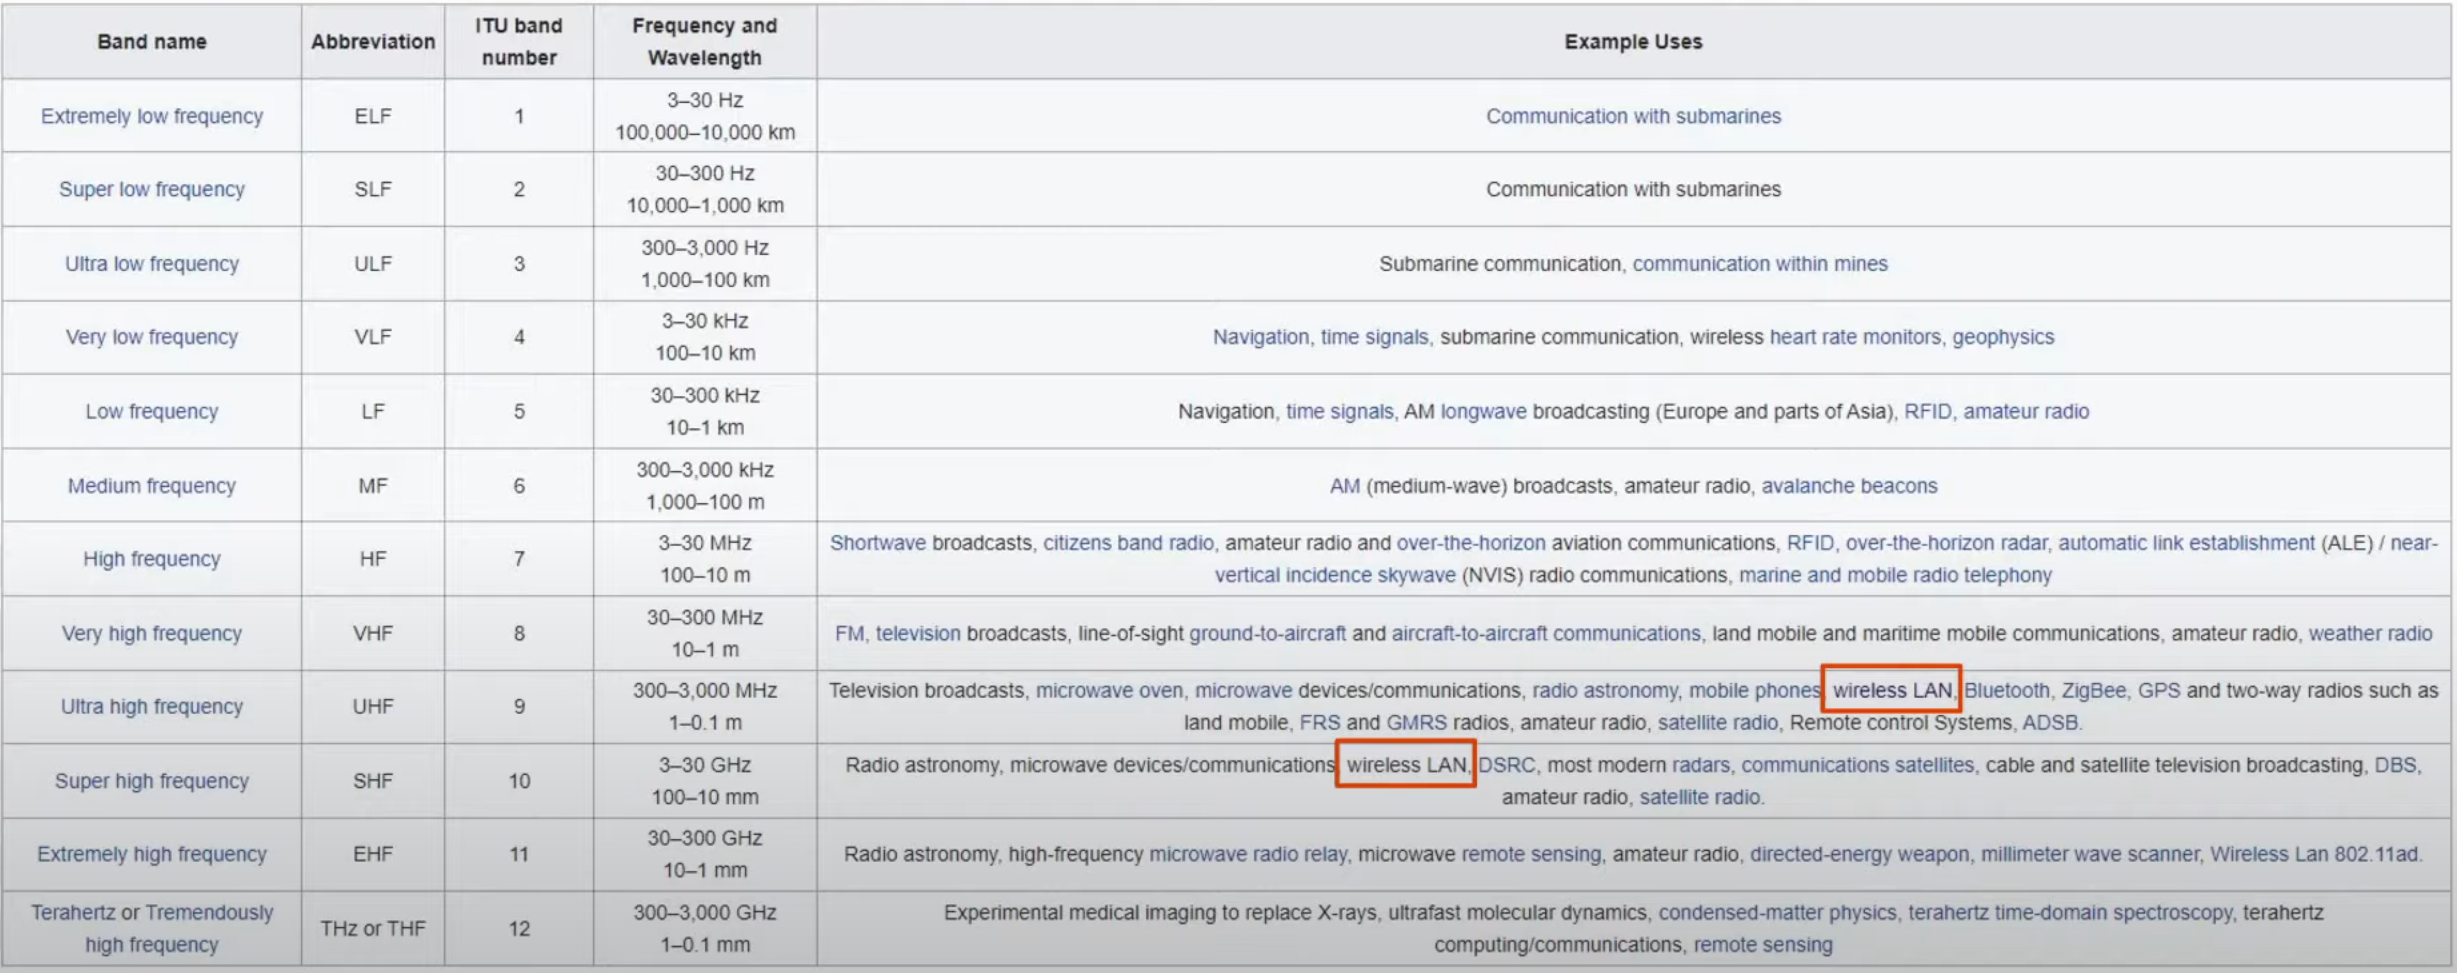 Band name Abbreviation ITU band number Frequency and Wavelength Example Uses
Extremely low frequency ELF 1 3–30 Hz 100,000–10,000 km Communication with submarines
Super low frequency SLF 2 30–300 Hz 10,000–1,000 km Communication with submarines
Ultra low frequency ULF 3 300–3,000 Hz 1,000–100 km Submarine communication, communication within mines
Very low frequency VLF 4 3–30 kHz 100–10 km Navigation, time signals, submarine communication, wireless heart rate monitors, geophysics
Low frequency LF 5 30–300 kHz 10–1 km Navigation, time signals, AM longwave broadcasting (Europe and parts of Asia), RFID, amateur radio
Medium frequency MF 6 300–3,000 kHz 1,000–100 m AM (medium-wave) broadcasts, amateur radio, avalanche beacons
High frequency HF 7 3–30 MHz 100–10 m Shortwave broadcasts, citizens band radio, amateur radio and over-the-horizon aviation communications, RFID, over-the-horizon radar, automatic link establishment (ALE) / near-
vertical incidence skywave (NVIS) radio communications, marine and mobile radio telephony
Very high frequency VHF 8 30–300 MHz 10–1 m FM, television broadcasts, line-of-sight ground-to-aircraft and aircraft-to-aircraft communications, land mobile and maritime mobile communications, amateur radio, weather radio
Ultra high frequency UHF 9 300–3,000 MHz 1–0.1 m Television broadcasts, microwave oven, microwave devices/communications, radio astronomy, mobile phones, wireless LAN, Bluetooth, ZigBee, GPS and two-way radios such as
land mobile, FRS and GMRS radios, amateur radio, satellite radio, Remote control Systems, ADSB.
Super high frequency SHF 10 3–30 GHz 100–10 mm Radio astronomy, microwave devices/communications, wireless LAN, DSRC, most modern radars, communications satellites, cable and satellite television broadcasting, DBS,
amateur radio, satellite radio.
Extremely high frequency EHF 11 30–300 GHz 10–1 mm Radio astronomy, high-frequency microwave radio relay, microwave remote sensing, amateur radio, directed-energy weapon, millimeter wave scanner, Wireless Lan 802.11ad.
Terahertz or Tremendously high frequency THz or THF 12 300–3,000 GHz 1–0.1 mm Experimental medical imaging to replace X-rays, ultrafast molecular dynamics, condensed-matter physics, terahertz time-domain spectroscopy, terahertz
computing/communications, remote sensing